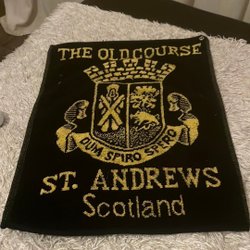 THE OLD COURSE
DUM SPIRO SPERO
ST. ANDREWS
Scotland